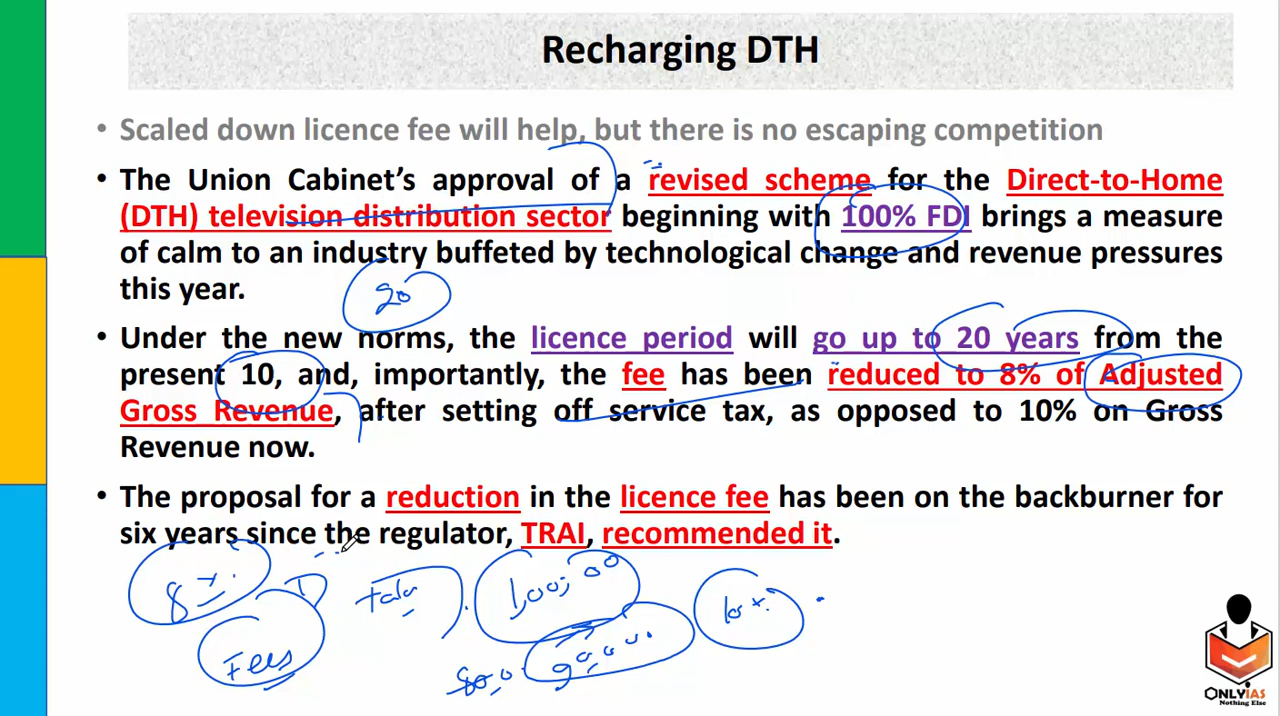 Recharging DTH
• Scaled down licence fee will help, but there is no escaping competition
• The Union Cabinet's approval of a revised scheme for the Direct-to-Home
(DTH) television distribution sector beginning with 100% FDI brings a measure
of calm to an industry buffeted by technological change and revenue pressures
this year.
20
Under the new norms, the licence period will go up to 20 years from the
present 10, and, importantly, the fee has been reduced to 8% of Adjusted
Gross Revenue, after setting off service tax, as opposed to 10% on Gross
Revenue now.
• The proposal for a reduction in the licence fee has been on the backburner for
six years since the regulator, TRAI, recommended it.
8%
10%
Fees
ONLYIAS
Nothing Else